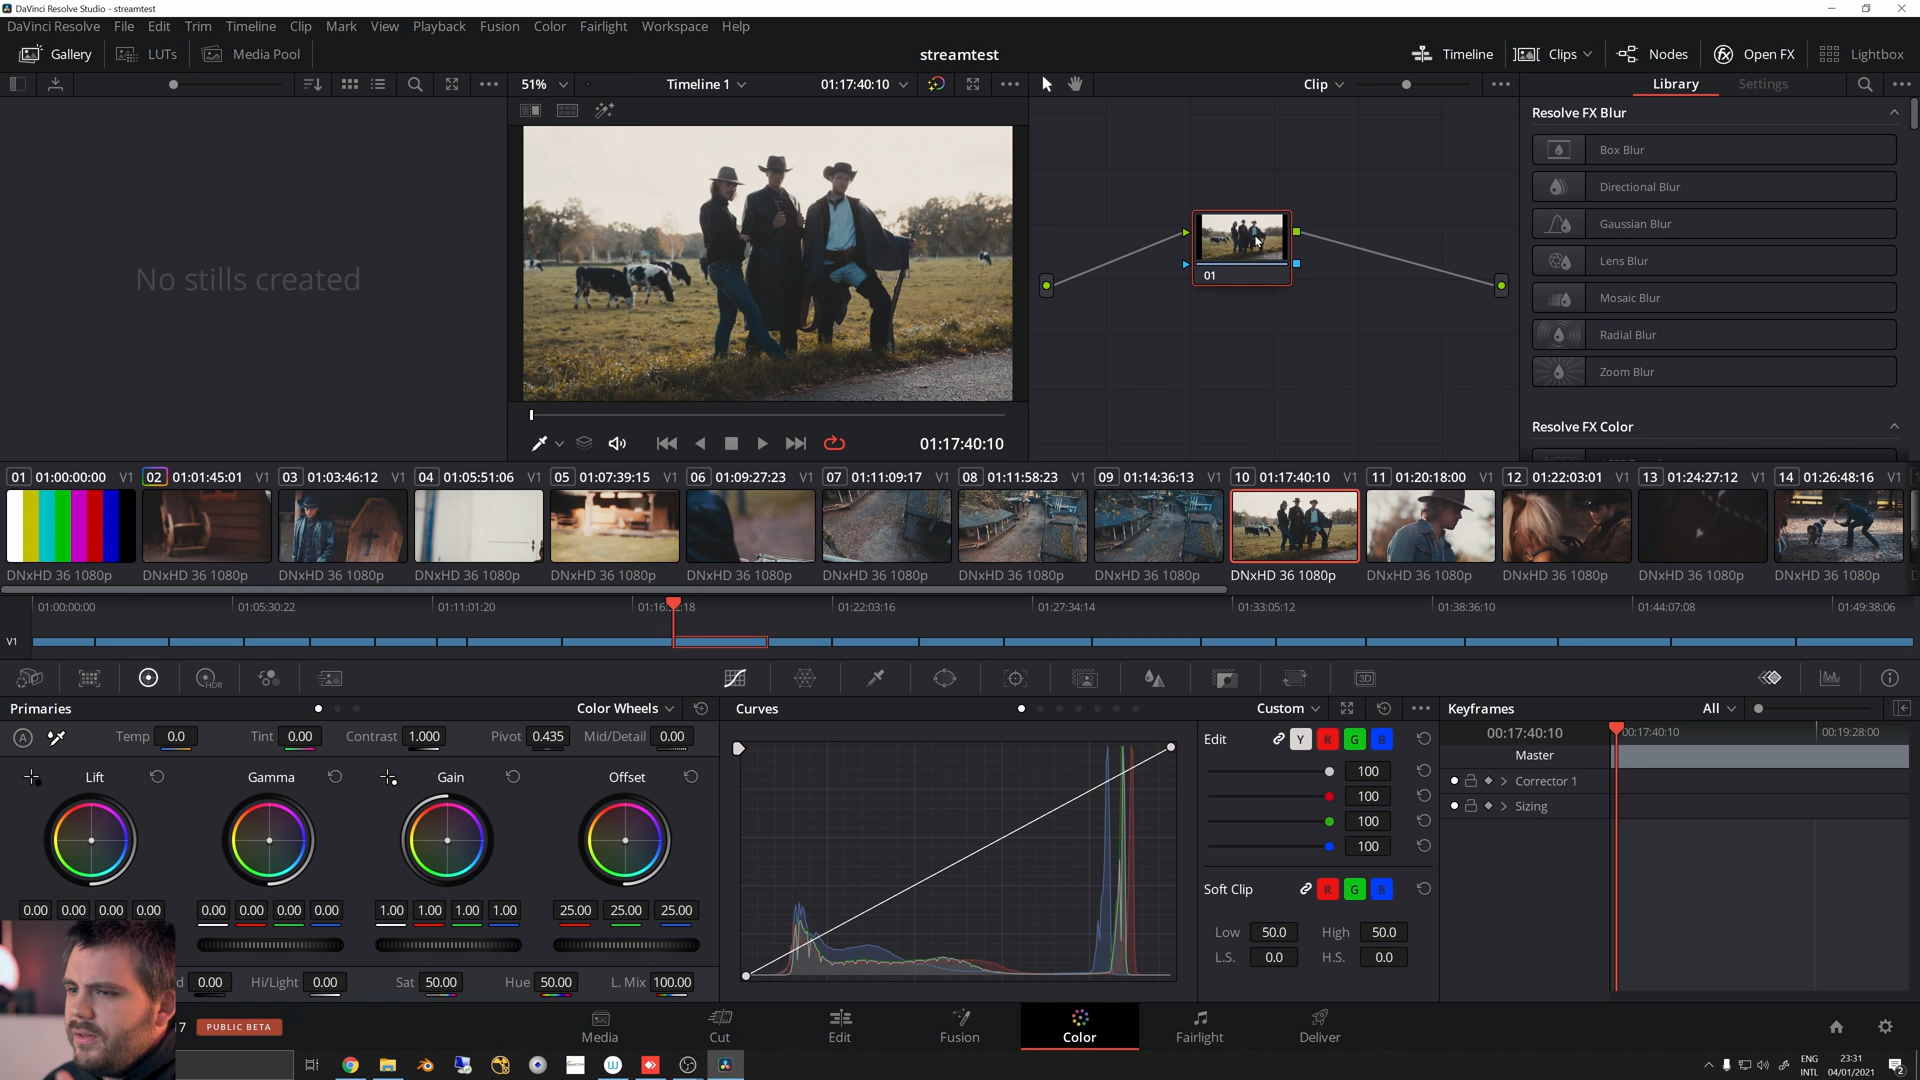 DaVinci Resolve Studio - streamtest
DaVinci Resolve File Edit Trim Timeline Clip Mark View Playback Fusion Color Fairlight Workspace Help
Gallery LUTs Media Pool streamtest Timeline Clips Nodes Open FX Lightbox
51% Timeline 1 01:17:40:10 Clip Library Settings
Resolve FX Blur
Box Blur
Directional Blur
Gaussian Blur
Lens Blur
Mosaic Blur
Radial Blur
Zoom Blur
Resolve FX Color
No stills created
01
01:17:40:10
01 01:00:00:00 V1 02 01:01:45:01 V1 03 01:03:46:12 V1 04 01:05:51:06 V1 05 01:07:39:15 V1 06 01:09:27:23 V1 07 01:11:09:17 V1 08 01:11:58:23 V1 09 01:14:36:13 V1 10 01:17:40:10 V1 11 01:20:18:00 V1 12 01:22:03:01 V1 13 01:24:27:12 V1 14 01:26:48:16 V1
DNxHD 36 1080p DNxHD 36 1080p DNxHD 36 1080p DNxHD 36 1080p DNxHD 36 1080p DNxHD 36 1080p DNxHD 36 1080p DNxHD 36 1080p DNxHD 36 1080p DNxHD 36 1080p DNxHD 36 1080p DNxHD 36 1080p DNxHD 36 1080p DNxHD 36 1080p
01:00:00:00 01:05:30:22 01:11:01:20 01:22:03:16 01:27:34:14 01:33:05:12 01:38:36:10 01:44:07:08 01:49:38:06
V1
HDR 3D
Primaries Color Wheels Curves Custom Keyframes All
A Temp 0.0 Tint 0.00 Contrast 1.000 Pivot 0.435 Mid/Detail 0.00
Edit Y R G B
00:17:40:10 00:17:40:10 00:19:28:00
Master
Lift Gamma Gain Offset
100
100
100
100
Corrector 1
Sizing
Soft Clip R G B
0.00 0.00 0.00 0.00 0.00 0.00 0.00 0.00 1.00 1.00 1.00 1.00 25.00 25.00 25.00
Low 50.0 High 50.0
L.S. 0.0 H.S. 0.0
d 0.00 Hi/Light 0.00 Sat 50.00 Hue 50.00 L. Mix 100.00
7 PUBLIC BETA
Media Cut Edit Fusion Color Fairlight Deliver
ENG
INTL
23:31
04/01/2021
2